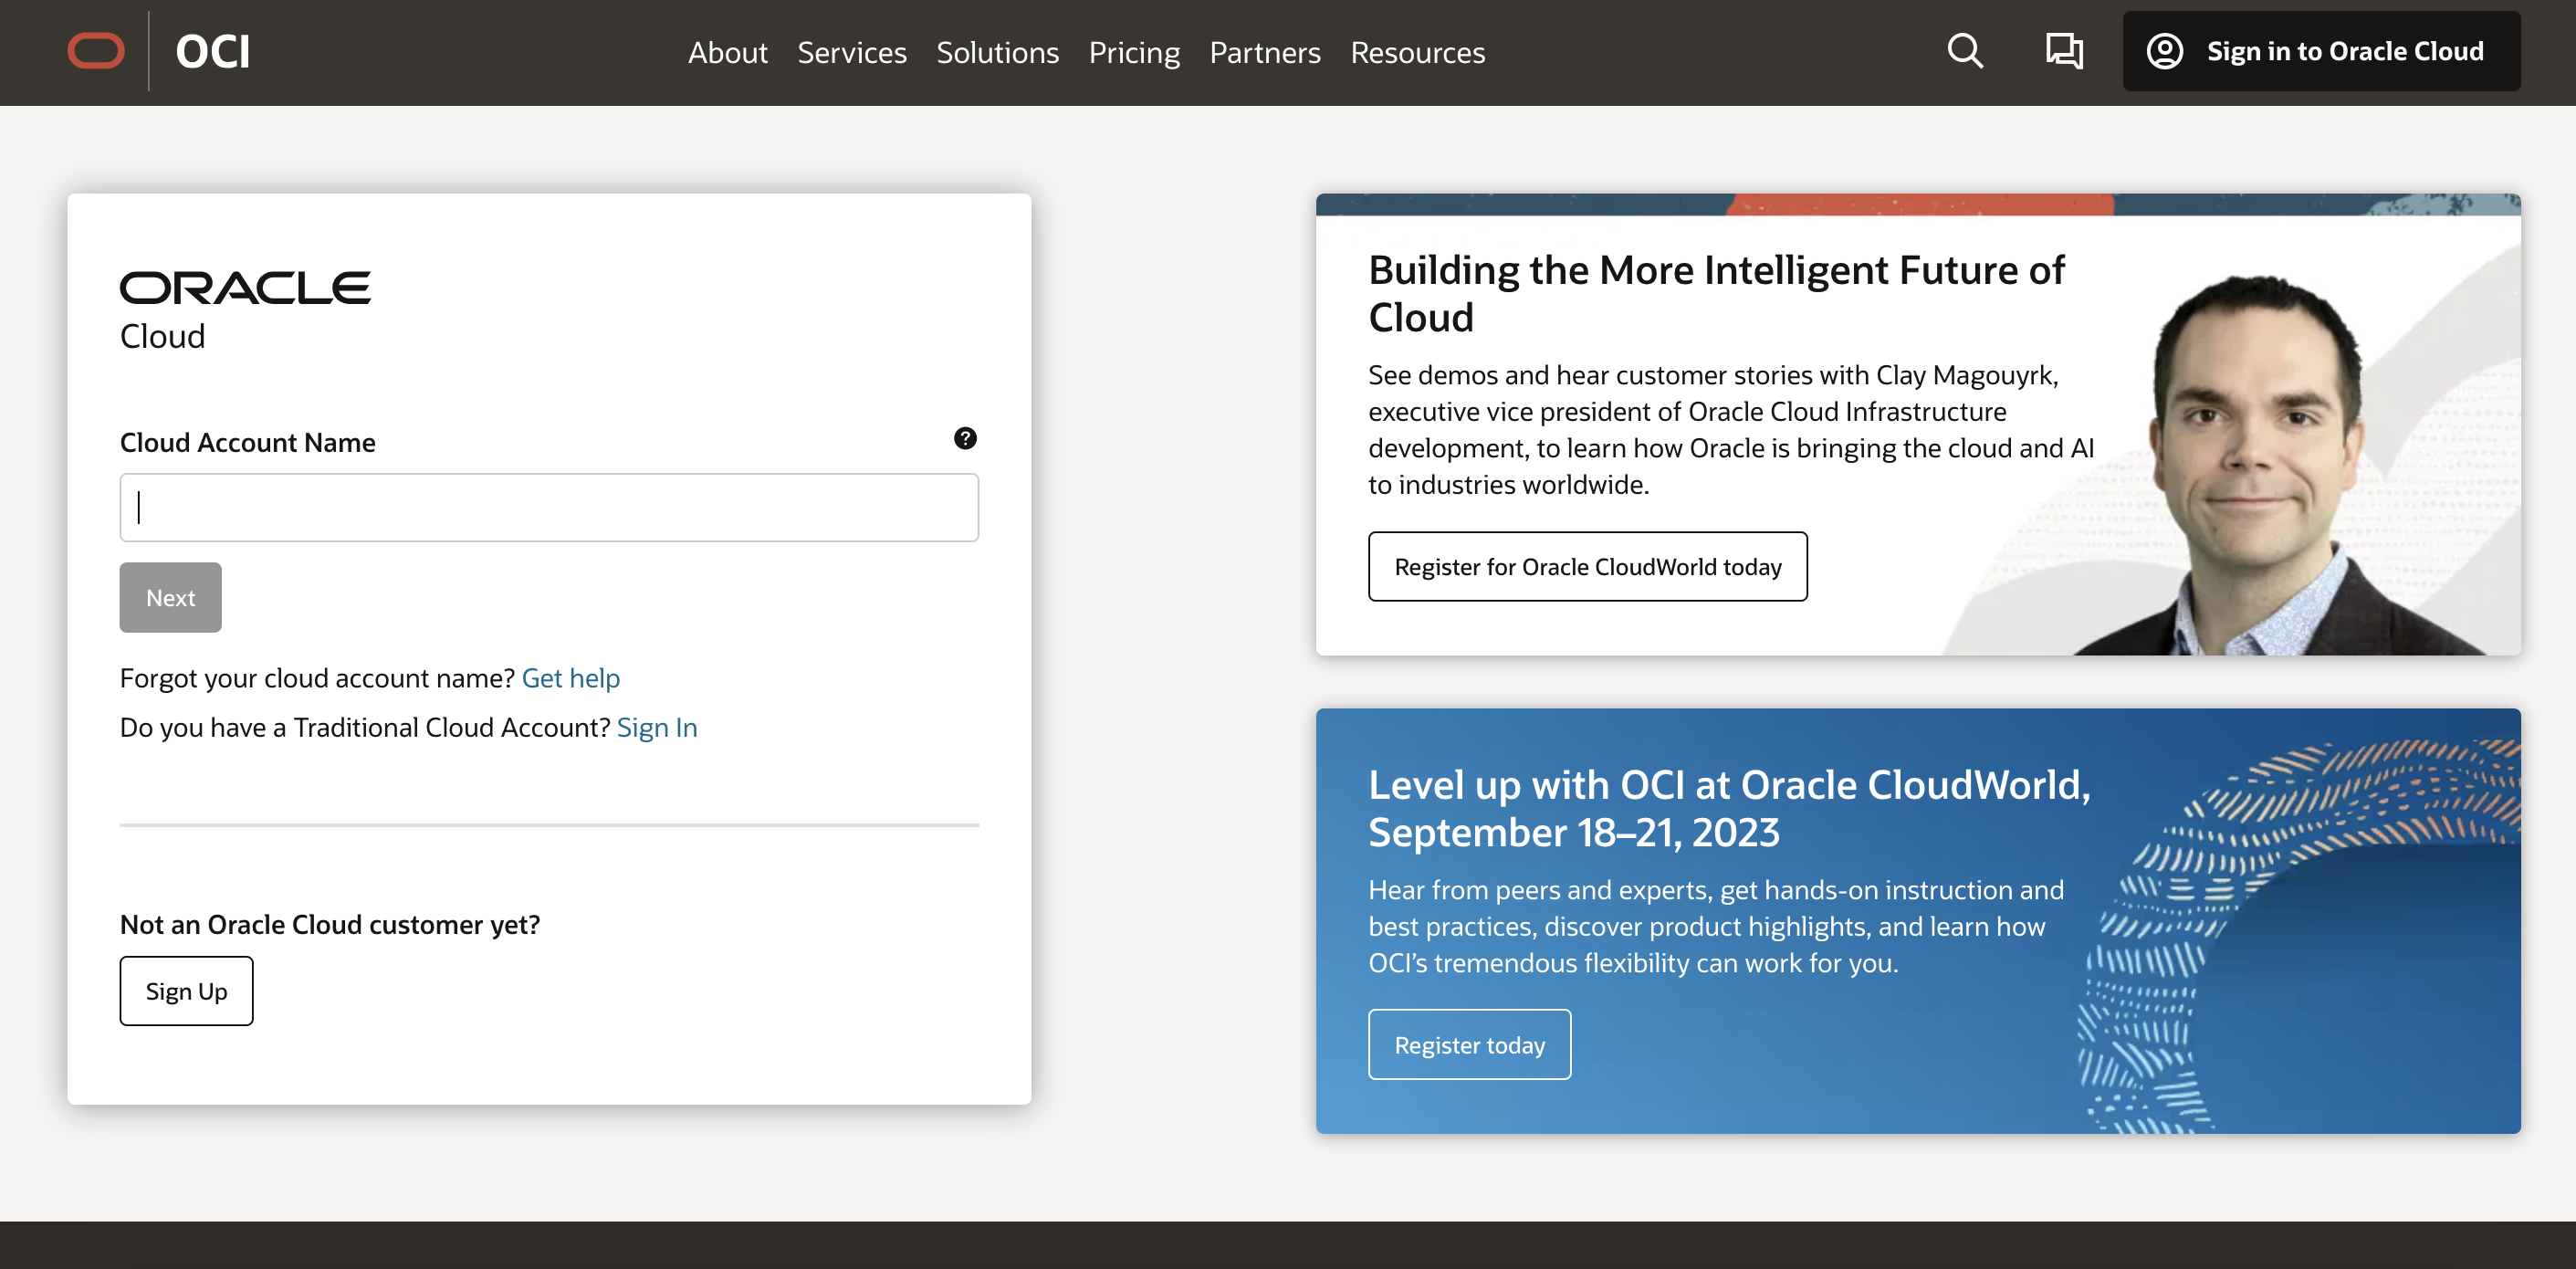 OCI
About Services Solutions Pricing Partners Resources
Sign in to Oracle Cloud
ORACLE
Cloud
Cloud Account Name
?
Next
Forgot your cloud account name? Get help
Do you have a Traditional Cloud Account? Sign In
Not an Oracle Cloud customer yet?
Sign Up
Building the More Intelligent Future of
Cloud
See demos and hear customer stories with Clay Magouyrk,
executive vice president of Oracle Cloud Infrastructure
development, to learn how Oracle is bringing the cloud and AI
to industries worldwide.
Register for Oracle CloudWorld today
Level up with OCI at Oracle CloudWorld,
September 18–21, 2023
Hear from peers and experts, get hands-on instruction and
best practices, discover product highlights, and learn how
OCI’s tremendous flexibility can work for you.
Register today